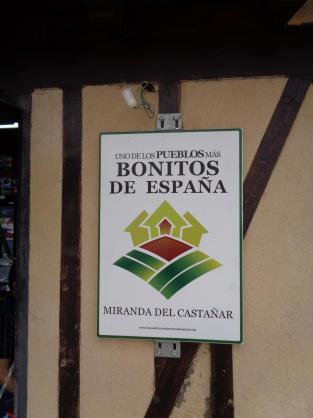 UNO DE LOS PUEBLOS MÁS
BONITOS
DE ESPAÑA
MIRANDA DEL CASTAÑAR